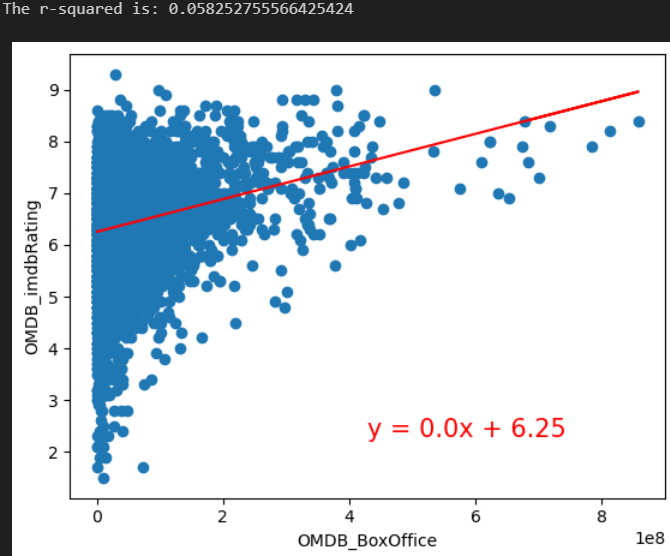 The r-squared is: 0.058252755566425424
9
8
7
6
5
4
3
2
OMDB_imdbRating
y = 0.0x + 6.25
0 2 4 6 8
1e8
OMDB_BoxOffice